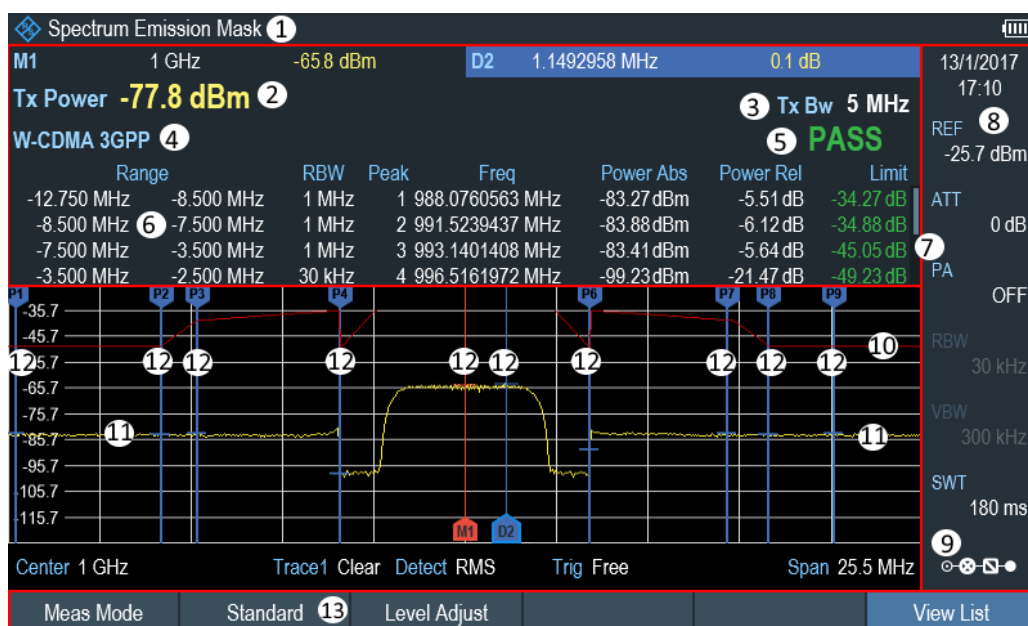 Spectrum Emission Mask 1
M1 1 GHz -65.8 dBm D2 1.1492958 MHz 0.1 dB
13/1/2017
17:10
Tx Power -77.8 dBm 2
3 Tx Bw 5 MHz
W-CDMA 3GPP 4
5 PASS
REF 8
-25.7 dBm
Range RBW Peak Freq Power Abs Power Rel Limit
-12.750 MHz -8.500 MHz 1 MHz 1 988.0760563 MHz -83.27 dBm -5.51 dB -34.27 dB
-8.500 MHz 6 -7.500 MHz 1 MHz 2 991.5239437 MHz -83.88 dBm -6.12 dB -34.88 dB
-7.500 MHz -3.500 MHz 1 MHz 3 993.1401408 MHz -83.41 dBm -5.64 dB -45.05 dB
-3.500 MHz -2.500 MHz 30 kHz 4 996.5161972 MHz -99.23 dBm -21.47 dB -49.23 dB
ATT
0 dB
7
PA
OFF
RBW
30 kHz
VBW
300 kHz
SWT
180 ms
9
P1 P2 P3 P4 P6 P7 P8 P9
-35.7
-45.7
10
12 12 12 12 12 12 12 12 12 12
-65.7
-75.7
11 11
-85.7
-95.7
-105.7
-115.7
M1 D2
Center 1 GHz Trace1 Clear Detect RMS Trig Free Span 25.5 MHz
Meas Mode Standard 13 Level Adjust View List